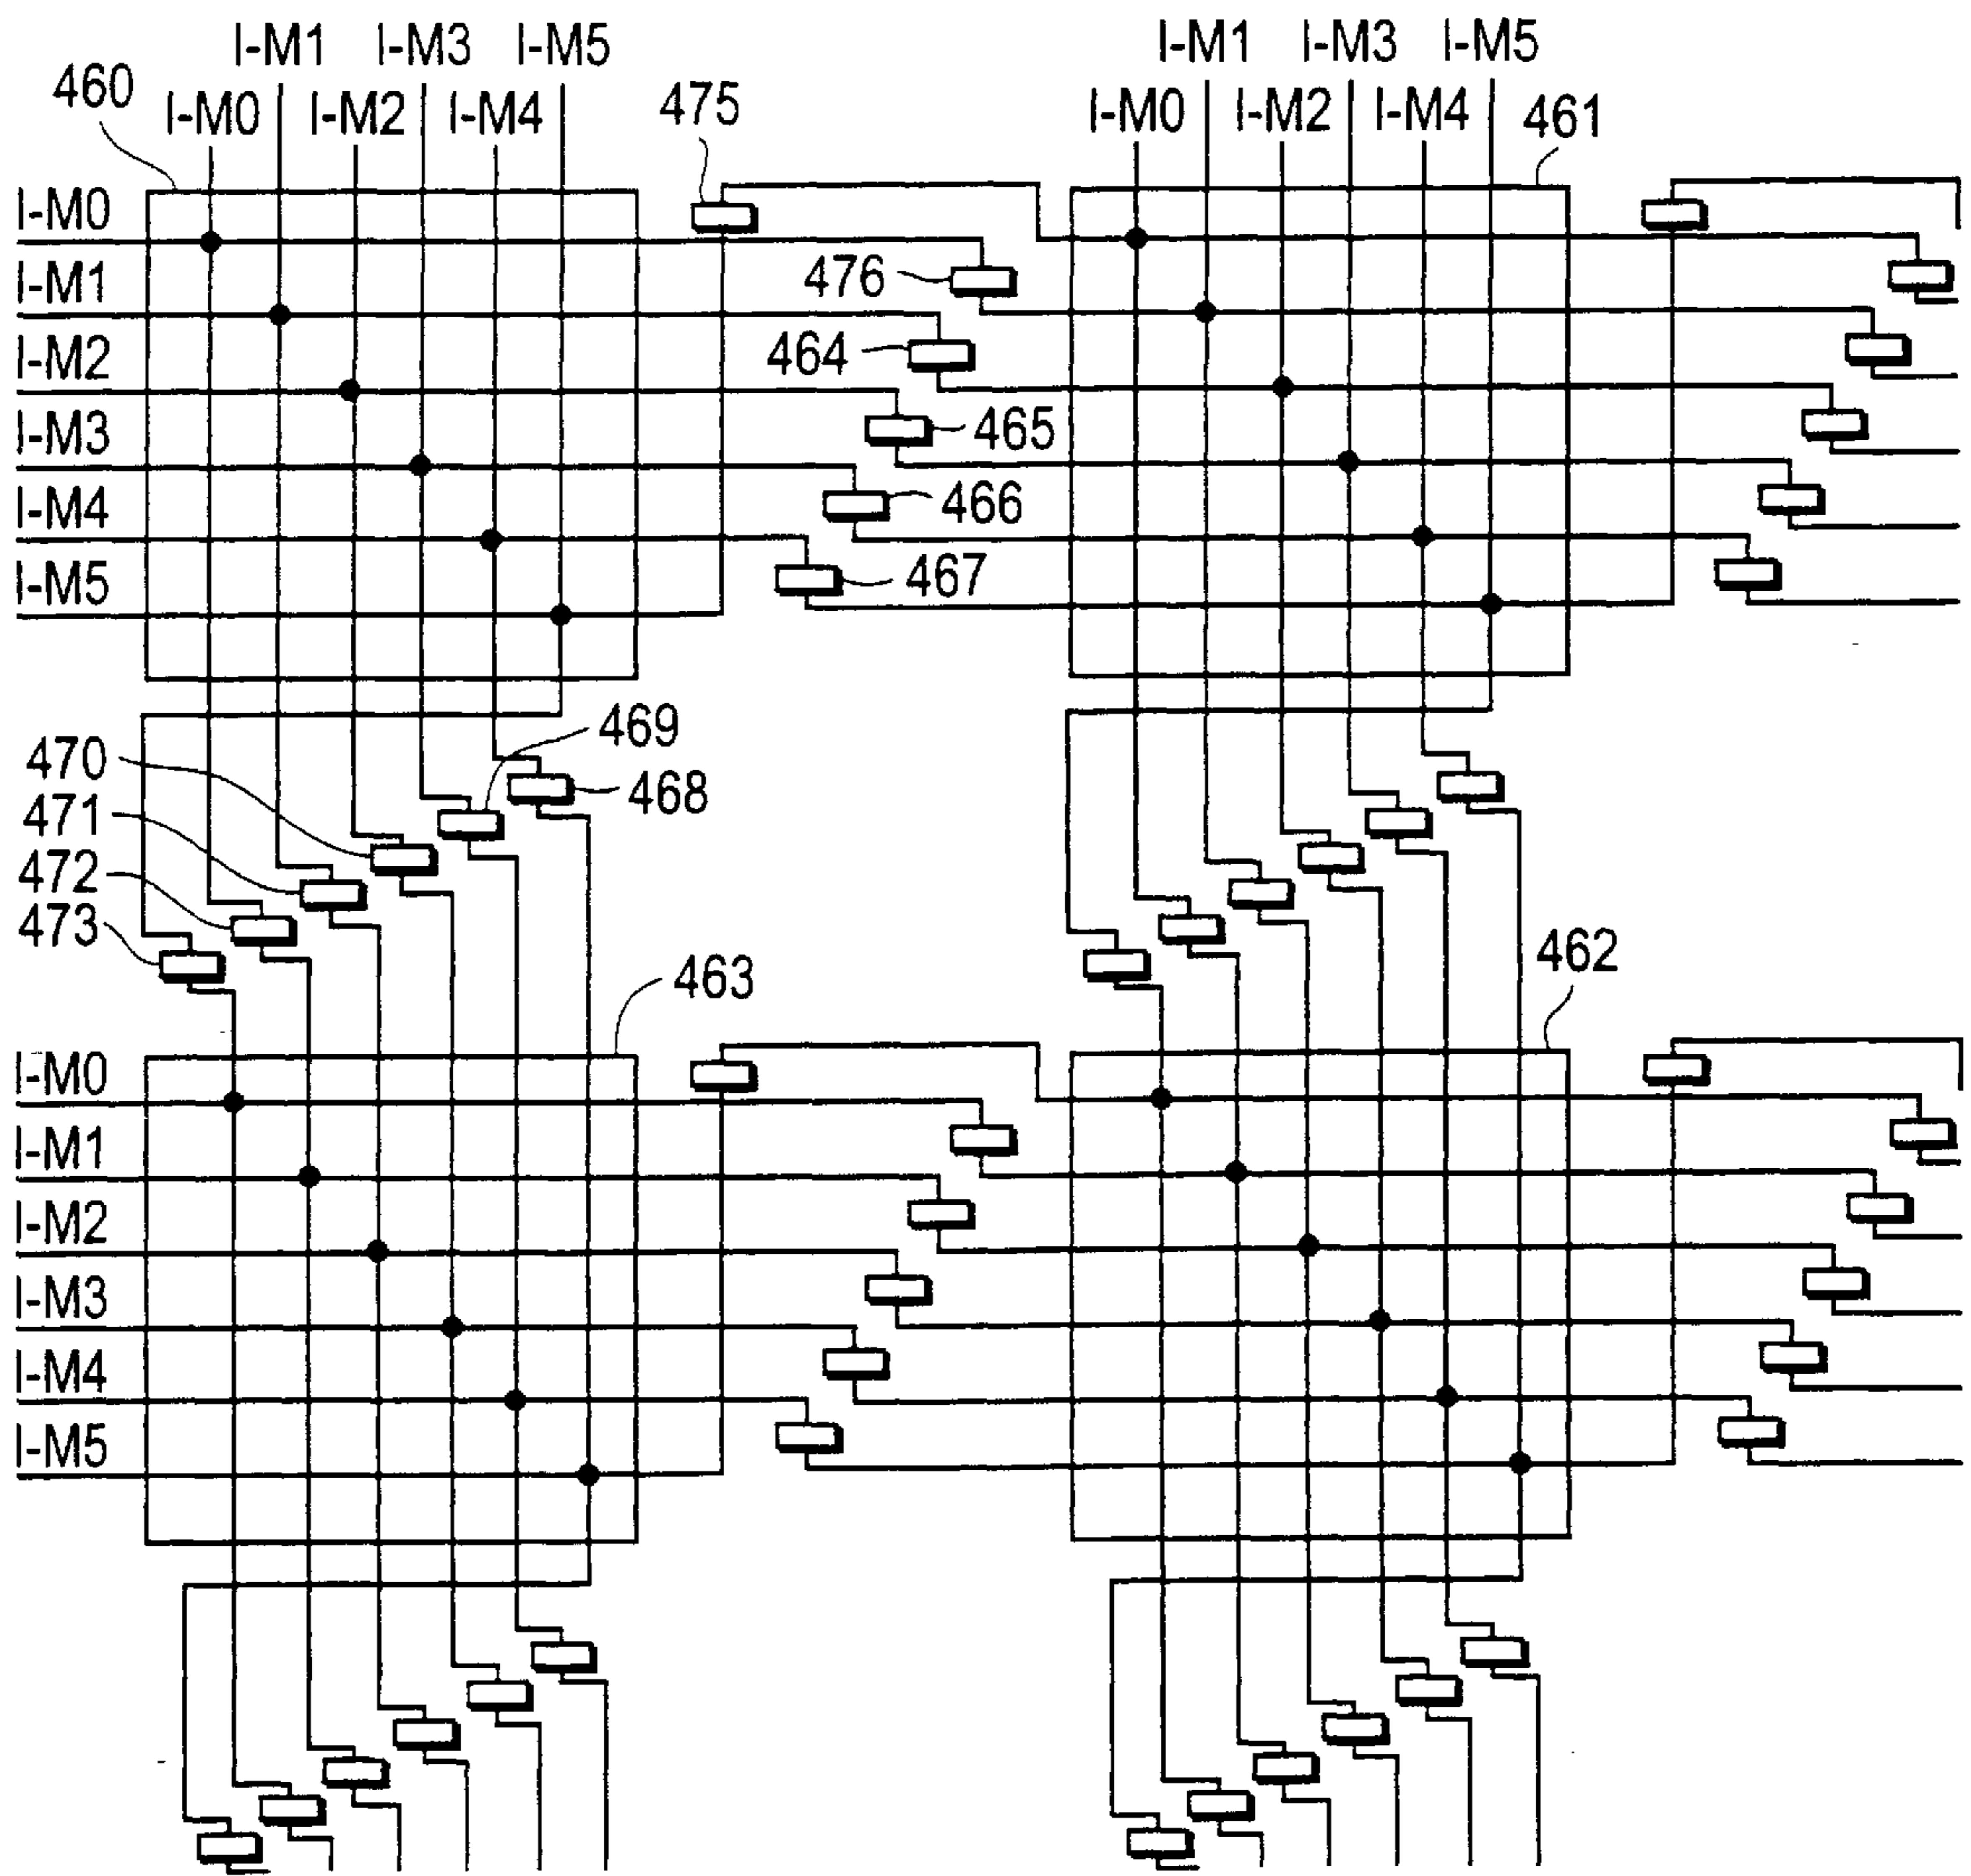 I-M1 I-M3 I-M5 I-M1 I-M3 I-M5
460 I-M0 I-M2 I-M4 475 I-M0 I-M2 I-M4 461
I-M0
I-M1 476
I-M2 464
I-M3 465
I-M4 466
I-M5 467
470 469
471 468
472
473 462
463
I-M0
I-M1
I-M2
I-M3
I-M4
I-M5